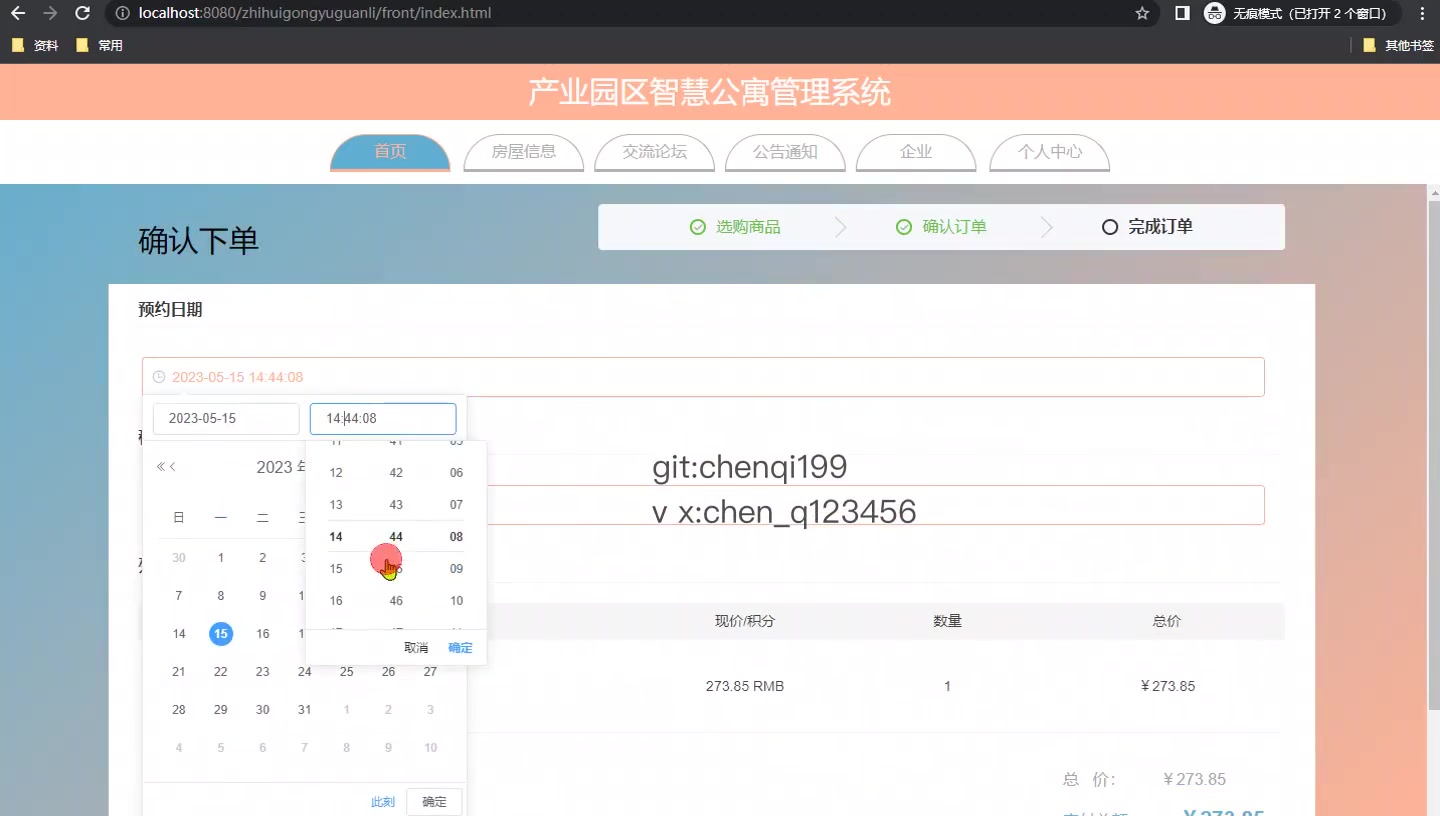 localhost:8080/zhihuigongyuguanli/front/index.html
无痕模式（已打开 2 个窗口）
资料 常用 其他书签
产业园区智慧公寓管理系统
首页 房屋信息 交流论坛 公告通知 企业 个人中心
确认下单
选购商品 确认订单 完成订单
预约日期
2023-05-15 14:44:08
2023-05-15 14:44:08
11 41 05
2023 年
12 42 06
13 43 07
14 44 08
15 09
16 46 10
取消 确定
日 一 二 三
30 1 2 3
7 8 9
14 15 16
21 22 23 24 25 26 27
28 29 30 31 1 2 3
4 5 6 7 8 9 10
此刻 确定
git:chenqi199
v x:chen_q123456
现价/积分 数量 总价
273.85 RMB 1 ￥273.85
总 价： ￥273.85
￥273.85